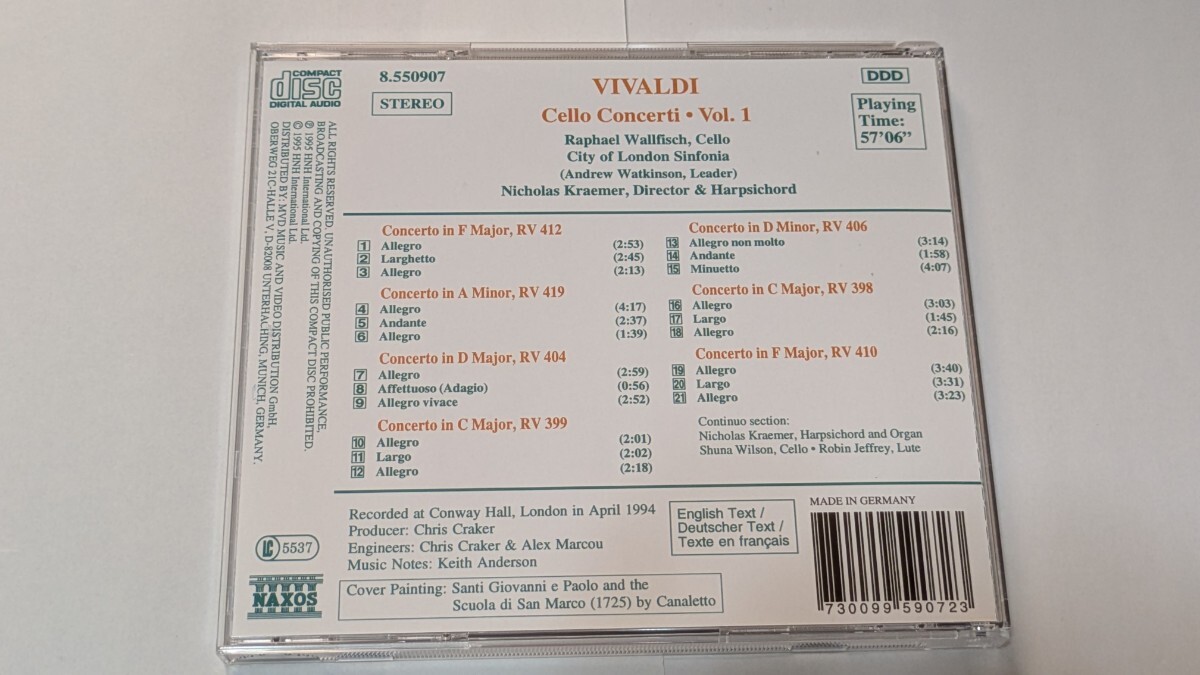 COMPACT
disc
DIGITAL AUDIO
8.550907
STEREO
VIVALDI
Cello Concerti • Vol. 1
Raphael Wallfisch, Cello
City of London Sinfonia
(Andrew Watkinson, Leader)
Nicholas Kraemer, Director & Harpsichord
DDD
Playing
Time:
57'06”
ALL RIGHTS RESERVED. UNAUTHORISED PUBLIC PERFORMANCE,
BROADCASTING AND COPYING OF THIS COMPACT DISC PROHIBITED.
℗ 1995 HNH International Ltd.
© 1995 HNH International Ltd.
DISTRIBUTED BY: MVD MUSIC AND VIDEO DISTRIBUTION GmbH,
OBERWEG 21C-HALLE V, D-82008 UNTERHACHING, MUNICH, GERMANY.
Concerto in F Major, RV 412
1 Allegro (2:53)
2 Larghetto (2:45)
3 Allegro (2:13)
Concerto in A Minor, RV 419
4 Allegro (4:17)
5 Andante (2:37)
6 Allegro (1:39)
Concerto in D Major, RV 404
7 Allegro (2:59)
8 Affettuoso (Adagio) (0:56)
9 Allegro vivace (2:52)
Concerto in C Major, RV 399
10 Allegro (2:01)
11 Largo (2:02)
12 Allegro (2:18)
Concerto in D Minor, RV 406
13 Allegro non molto (3:14)
14 Andante (1:58)
15 Minuetto (4:07)
Concerto in C Major, RV 398
16 Allegro (3:03)
17 Largo (1:45)
18 Allegro (2:16)
Concerto in F Major, RV 410
19 Allegro (3:40)
20 Largo (3:31)
21 Allegro (3:23)
Continuo section:
Nicholas Kraemer, Harpsichord and Organ
Shuna Wilson, Cello • Robin Jeffrey, Lute
LC 5537
NAXOS
Recorded at Conway Hall, London in April 1994
Producer: Chris Craker
Engineers: Chris Craker & Alex Marcou
Music Notes: Keith Anderson
Cover Painting: Santi Giovanni e Paolo and the
Scuola di San Marco (1725) by Canaletto
English Text /
Deutscher Text /
Texte en français
MADE IN GERMANY
730099 590723